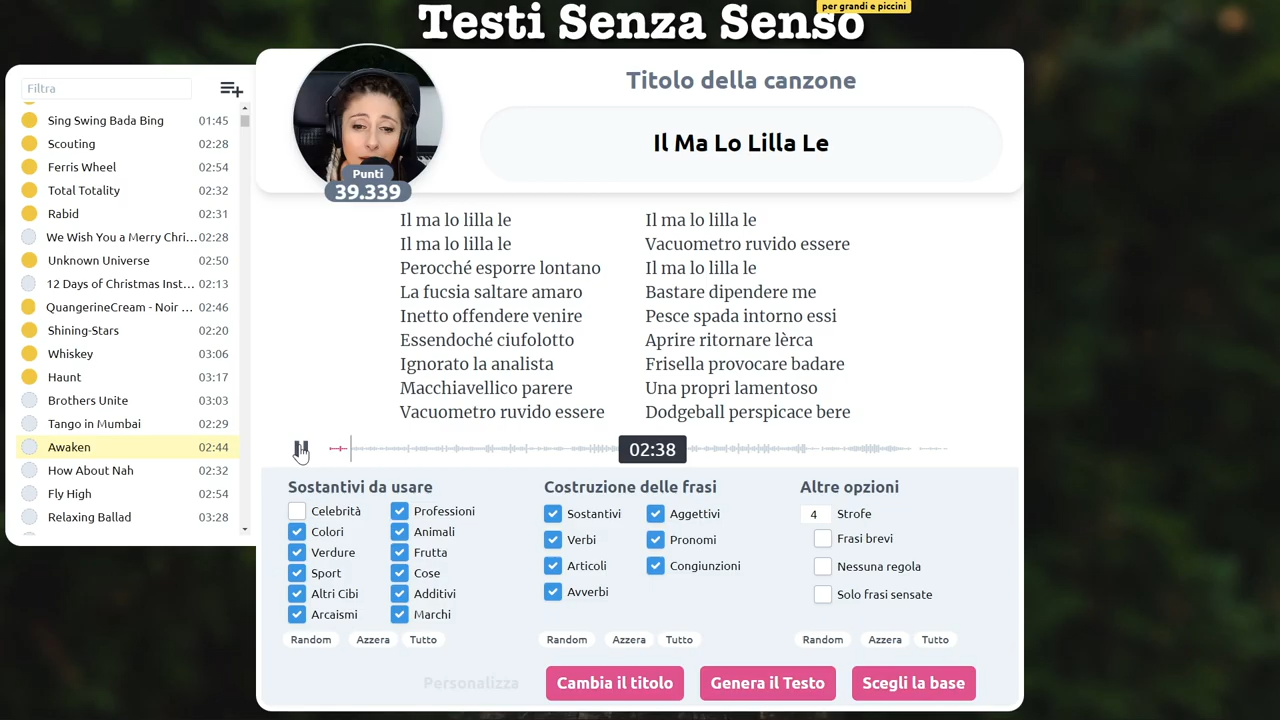 per grandi e piccini
Testi Senza Senso
Filtra
Sing Swing Bada Bing 01:45
Scouting 02:28
Ferris Wheel 02:54
Total Totality 02:32
Rabid 02:31
We Wish You a Merry Chri... 02:28
Unknown Universe 02:50
12 Days of Christmas Inst... 02:13
QuangerineCream - Noir ... 02:46
Shining-Stars 02:20
Whiskey 03:06
Haunt 03:17
Brothers Unite 03:03
Tango in Mumbai 02:29
Awaken 02:44
How About Nah 02:32
Fly High 02:54
Relaxing Ballad 03:28
Titolo della canzone
Il Ma Lo Lilla Le
Punti
39.339
Il ma lo lilla le
Il ma lo lilla le
Perocché esporre lontano
La fucsia saltare amaro
Inetto offendere venire
Essendoché ciufolotto
Ignorato la analista
Macchiavellico parere
Vacuometro ruvido essere
Il ma lo lilla le
Vacuometro ruvido essere
Il ma lo lilla le
Bastare dipendere me
Pesce spada intorno essi
Aprire ritornare lèrca
Frisella provocare badare
Una propri lamentoso
Dodgeball perspicace bere
02:38
Sostantivi da usare
Celebrità Professioni
Colori Animali
Verdure Frutta
Sport Cose
Altri Cibi Additivi
Arcaismi Marchi
Random Azzera Tutto
Costruzione delle frasi
Sostantivi Aggettivi
Verbi Pronomi
Articoli Congiunzioni
Avverbi
Random Azzera Tutto
Altre opzioni
4 Strofe
Frasi brevi
Nessuna regola
Solo frasi sensate
Random Azzera Tutto
Personalizza Cambia il titolo Genera il Testo Scegli la base